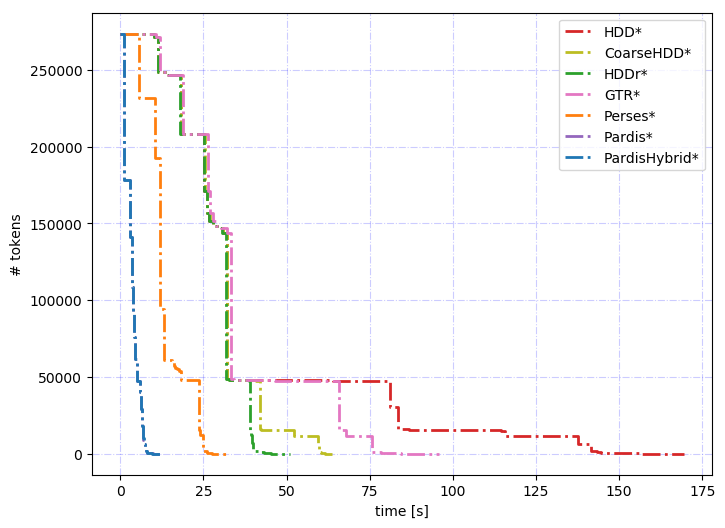 HDD*
CoarseHDD*
HDDr*
GTR*
Perses*
Pardis*
PardisHybrid*
250000
200000
150000
100000
50000
0
# tokens
0 25 50 75 100 125 150 175
time [s]